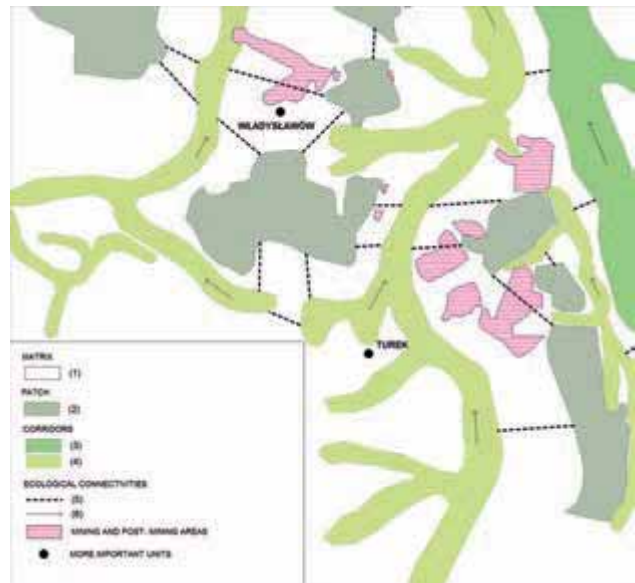 WŁADYSŁAWÓW
TUREK
MATRIX
(1)
PATCH
(2)
CORRIDORS
(3)
(4)
ECOLOGICAL CONNECTIVITIES
(5)
(6)
MINING AND POST- MINING AREAS
MORE IMPORTANT UNITS